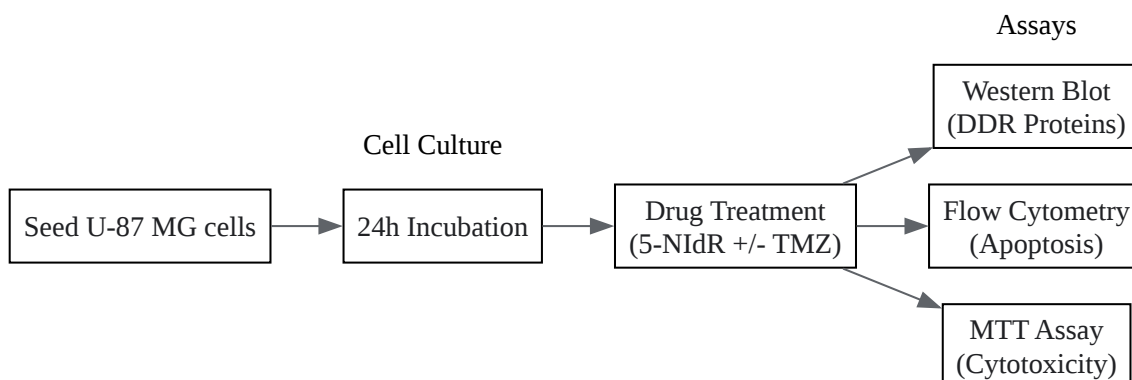 Assays
Western Blot
(DDR Proteins)
Cell Culture
Seed U-87 MG cells
24h Incubation
Drug Treatment
(5-NIdR +/- TMZ)
Flow Cytometry
(Apoptosis)
MTT Assay
(Cytotoxicity)